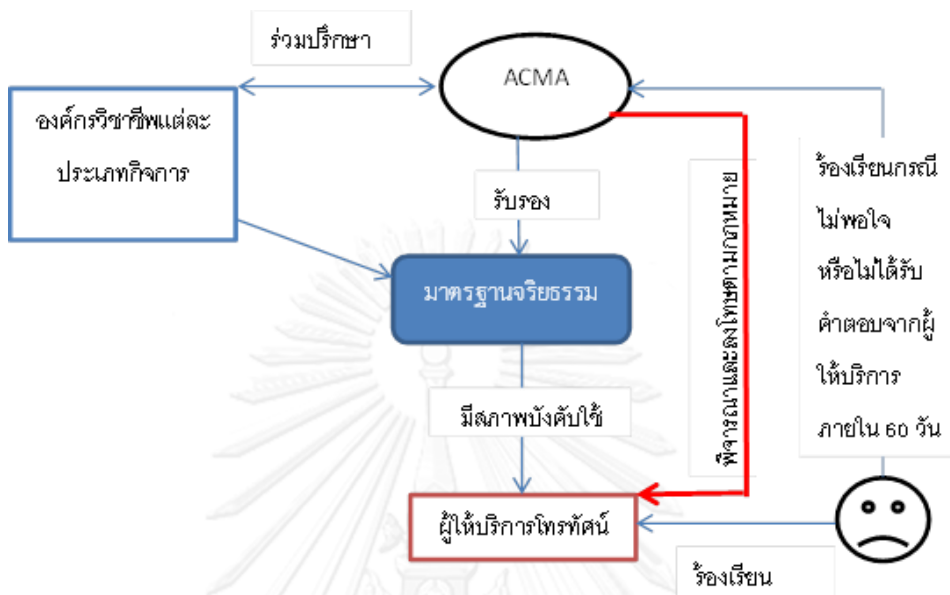 ร่วมปรึกษา
ACMA
องค์กรวิชาชีพแต่ละ
ประเภทกิจการ
รับรอง
มาตรฐานจริยธรรม
มีสภาพบังคับใช้
ผู้ให้บริการโทรทัศน์
พิจารณาและลงโทษตามกฎหมาย
ร้องเรียนกรณี
ไม่พอใจ
หรือไม่ได้รับ
คำตอบจากผู้
ให้บริการ
ภายใน 60 วัน
ร้องเรียน